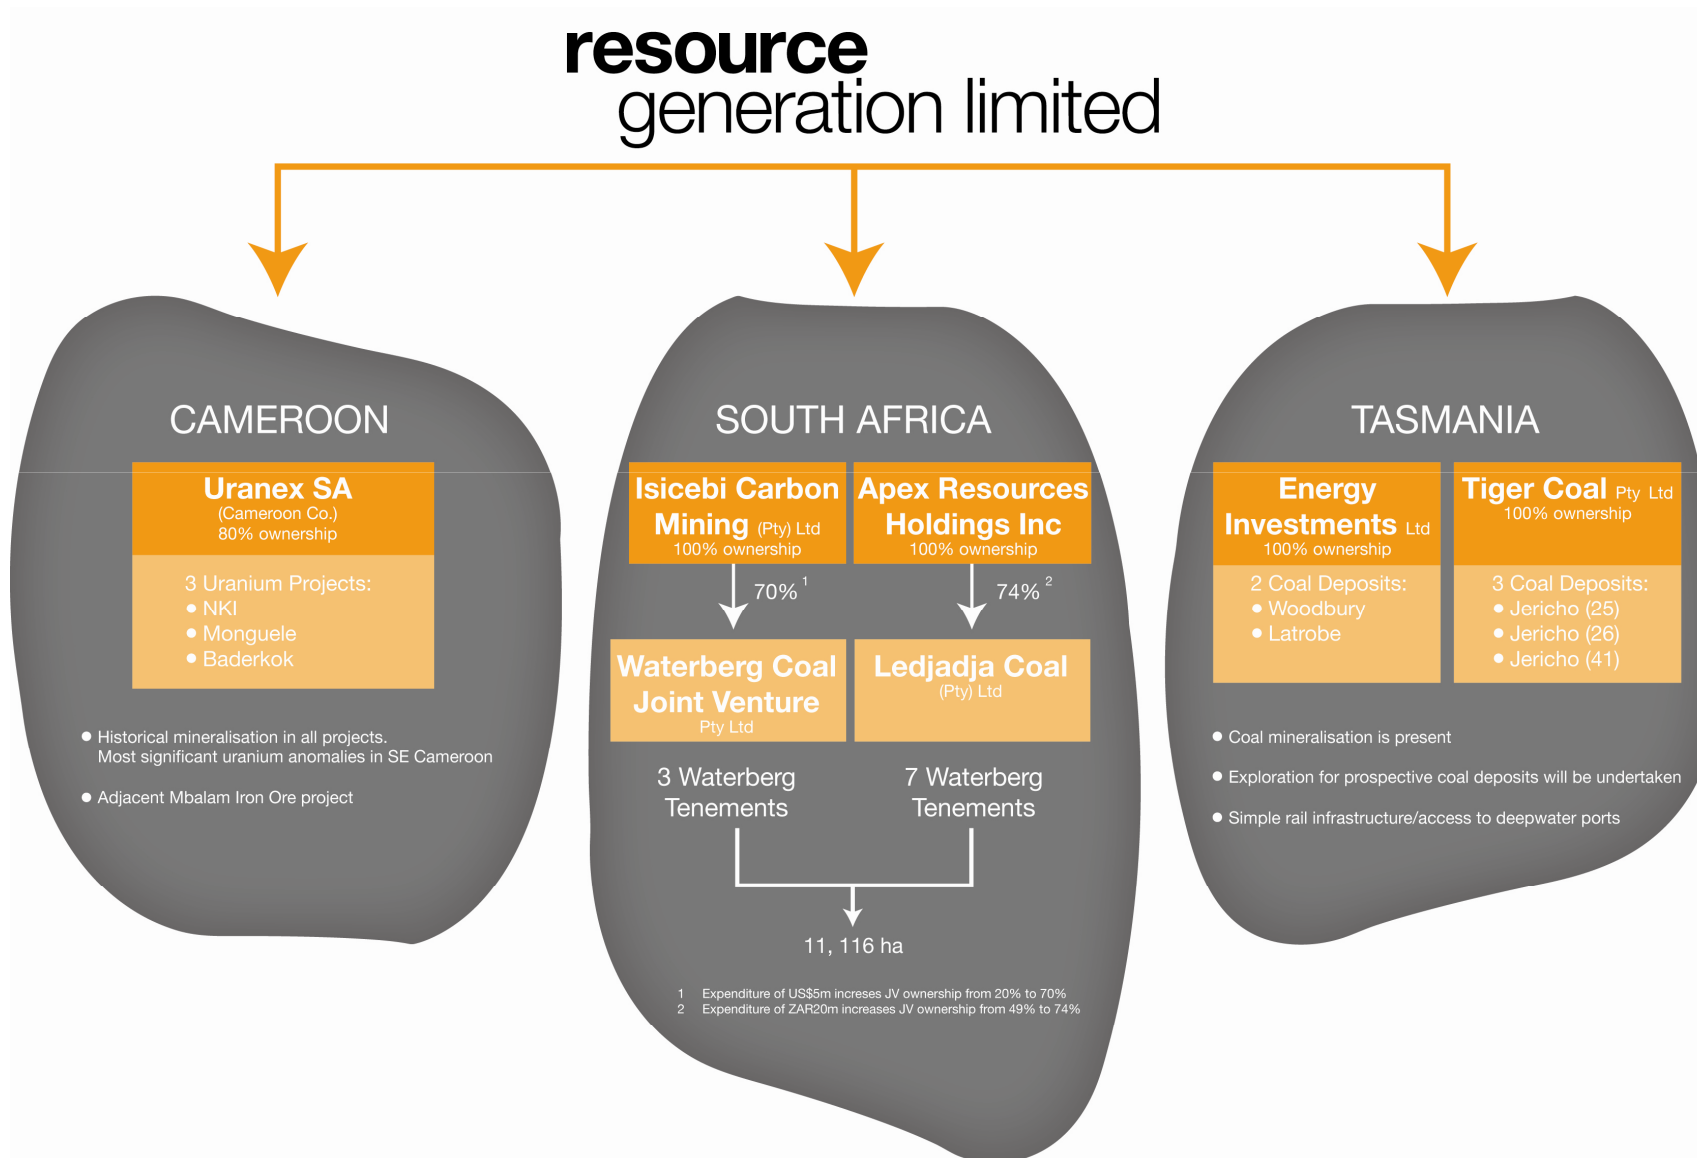 resource
generation limited
CAMEROON
Uranex SA
(Cameroon Co.)
80% ownership
3 Uranium Projects:
● NKI
● Monguele
● Baderkok
● Historical mineralisation in all projects.
Most significant uranium anomalies in SE Cameroon
● Adjacent Mbalam Iron Ore project
SOUTH AFRICA
Isicebi Carbon
Mining (Pty) Ltd
100% ownership
70% 1
Waterberg Coal
Joint Venture
Pty Ltd
3 Waterberg
Tenements
Apex Resources
Holdings Inc
100% ownership
74% 2
Ledjadja Coal
(Pty) Ltd
7 Waterberg
Tenements
11, 116 ha
1 Expenditure of US$5m increses JV ownership from 20% to 70%
2 Expenditure of ZAR20m increases JV ownership from 49% to 74%
TASMANIA
Energy
Investments Ltd
100% ownership
2 Coal Deposits:
● Woodbury
● Latrobe
Tiger Coal Pty Ltd
100% ownership
3 Coal Deposits:
● Jericho (25)
● Jericho (26)
● Jericho (41)
● Coal mineralisation is present
● Exploration for prospective coal deposits will be undertaken
● Simple rail infrastructure/access to deepwater ports